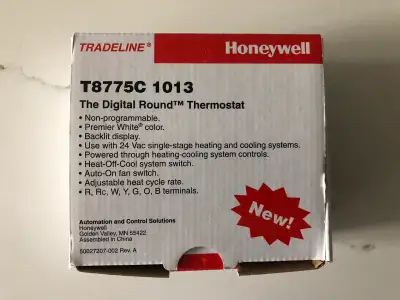 TRADELINE®
Honeywell
T8775C 1013
The Digital Round™ Thermostat
• Non-programmable.
• Premier White® color.
• Backlit display.
• Use with 24 Vac single-stage heating and cooling systems.
• Powered through heating-cooling system controls.
• Heat-Off-Cool system switch.
• Auto-On fan switch.
• Adjustable heat cycle rate.
• R, Rc, W, Y, G, O, B terminals.
New!
Automation and Control Solutions
Honeywell
Golden Valley, MN 55422
Assembled in China
50027207-002 Rev. A